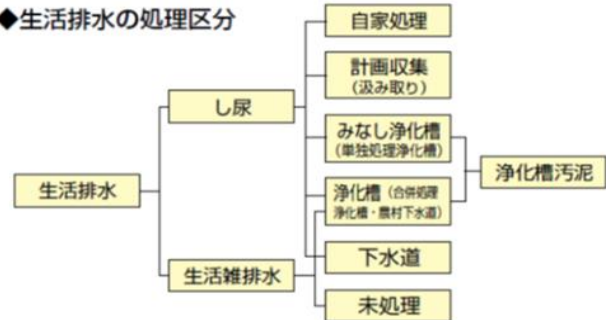 ◆生活排水の処理区分
自家処理
計画収集
(汲み取り)
し尿
みなし浄化槽
(単独処理浄化槽)
浄化槽汚泥
生活排水
浄化槽 (合併処理
浄化槽・農村下水道)
下水道
生活雑排水
未処理